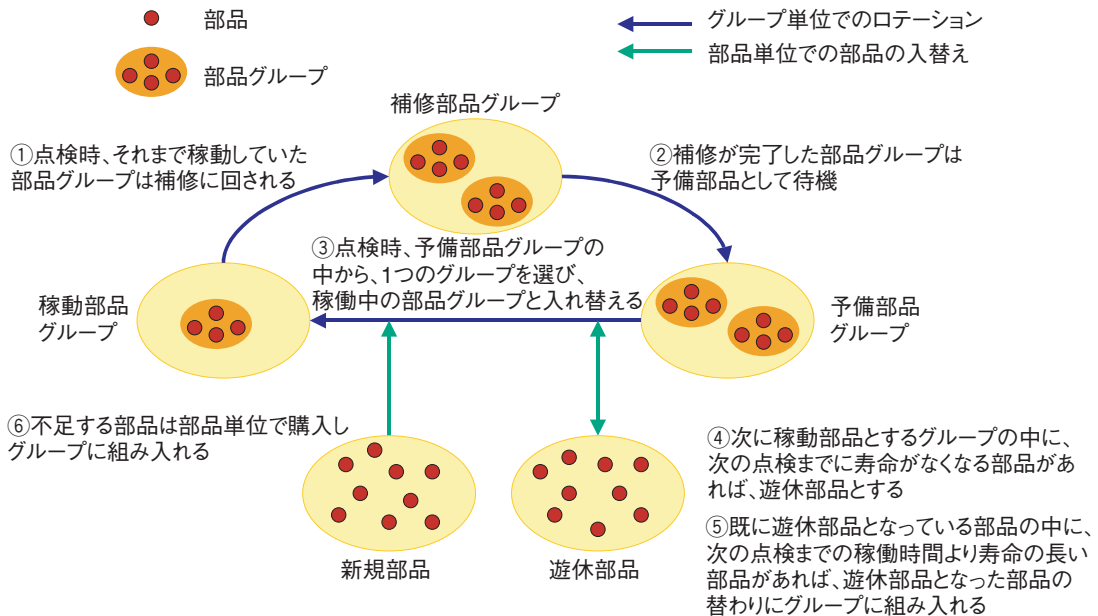 部品
部品グループ
グループ単位でのロテーション
部品単位での部品の入替え
補修部品グループ
①点検時、それまで稼動していた
部品グループは補修に回される
②補修が完了した部品グループは
予備部品として待機
③点検時、予備部品グループの
中から、1つのグループを選び、
稼働中の部品グループと入れ替える
稼動部品
グループ
予備部品
グループ
⑥不足する部品は部品単位で購入し
グループに組み入れる
④次に稼動部品とするグループの中に、
次の点検までに寿命がなくなる部品があ
れば、遊休部品とする
⑤既に遊休部品となっている部品の中に、
次の点検までの稼働時間より寿命の長い
部品があれば、遊休部品となった部品の
替わりにグループに組み入れる
新規部品
遊休部品